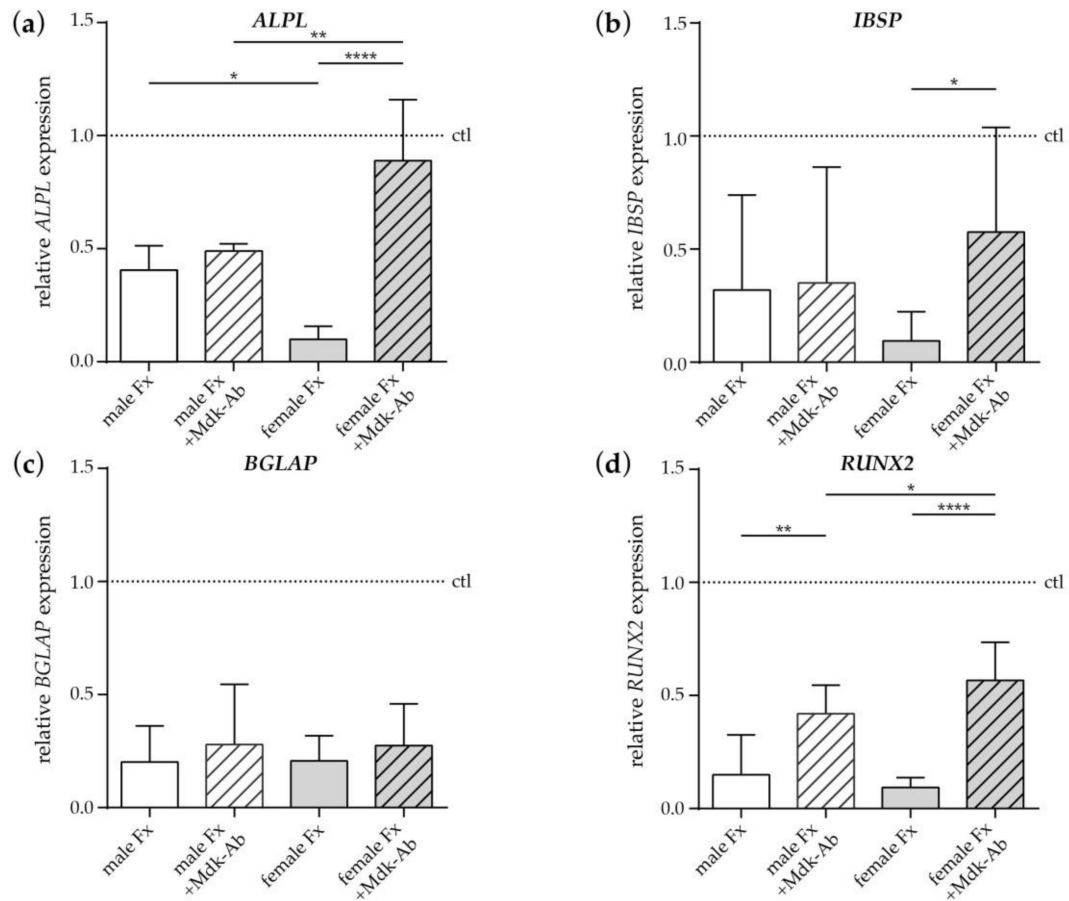 (a)
ALPL
relative ALPL expression
1.5
1.0
0.5
0.0
**
****
*
ctl
male Fx
male Fx
+Mdk-Ab
female Fx
female Fx
+Mdk-Ab
(b)
IBSP
relative IBSP expression
1.5
1.0
0.5
0.0
*
ctl
male Fx
male Fx
+Mdk-Ab
female Fx
female Fx
+Mdk-Ab
(c)
BGLAP
relative BGLAP expression
1.5
1.0
0.5
0.0
ctl
male Fx
male Fx
+Mdk-Ab
female Fx
female Fx
+Mdk-Ab
(d)
RUNX2
relative RUNX2 expression
1.5
1.0
0.5
0.0
*
****
**
ctl
male Fx
male Fx
+Mdk-Ab
female Fx
female Fx
+Mdk-Ab